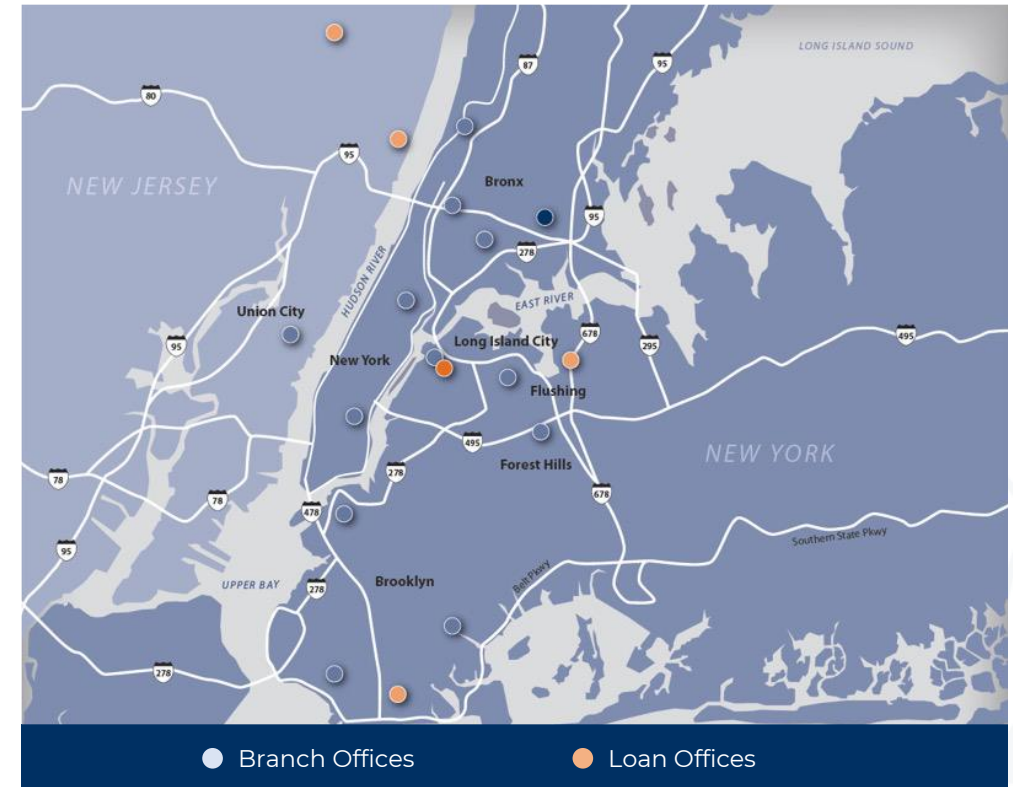 LONG ISLAND SOUND
87
95
80
95
NEW JERSEY
Bronx
95
278
HUDSON RIVER
EAST RIVER
Union City
678
495
95
New York
Long Island City
295
Flushing
495
NEW YORK
Forest Hills
278
78
678
78
478
Southern State Pkwy
95
Belt Pkwy
UPPER BAY
278
Brooklyn
278
Branch Offices
Loan Offices